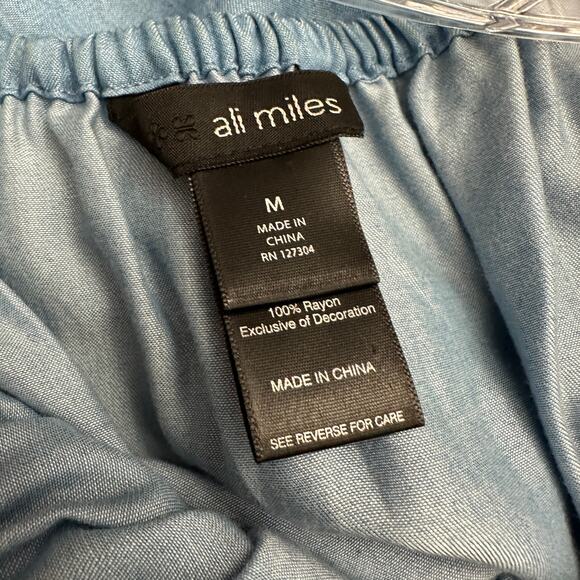 ali miles
M
MADE IN
CHINA
RN 127304
100% Rayon
Exclusive of Decoration
MADE IN CHINA
SEE REVERSE FOR CARE